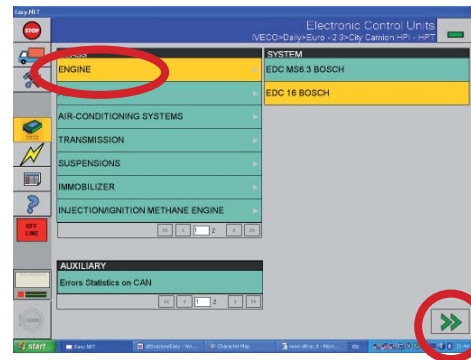 Easy.NET
STOP
Electronic Control Units
IVECO>Daily>Euro -2-3>City Camion HPI - HPT
ENGINE
AIR-CONDITIONING SYSTEMS
TRANSMISSION
SUSPENSIONS
IMMOBILIZER
INJECTION/IGNITION METHANE ENGINE
1 2
SYSTEM
EDC MS6.3 BOSCH
EDC 16 BOSCH
OFF
LINE
AUXILIARY
Errors Statistics on CAN
1 2
start
Easy.NET
Character Map
EN